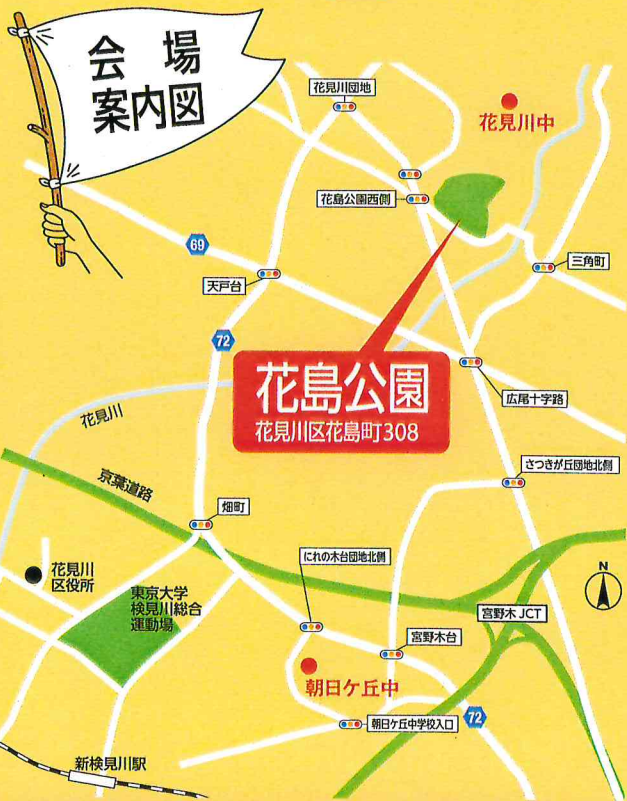 会場
案内図
花見川団地
花見川中
花島公園西側
69
三角町
天戸台
72
花島公園
花見川区花島町308
広尾十字路
花見川
さつきが丘団地北側
京葉道路
畑町
にれの木台団地北側
花見川
区役所
東京大学
検見川総合
運動場
N
宮野木 JCT
宮野木台
朝日ケ丘中
朝日ケ丘中学校入口
72
新検見川駅